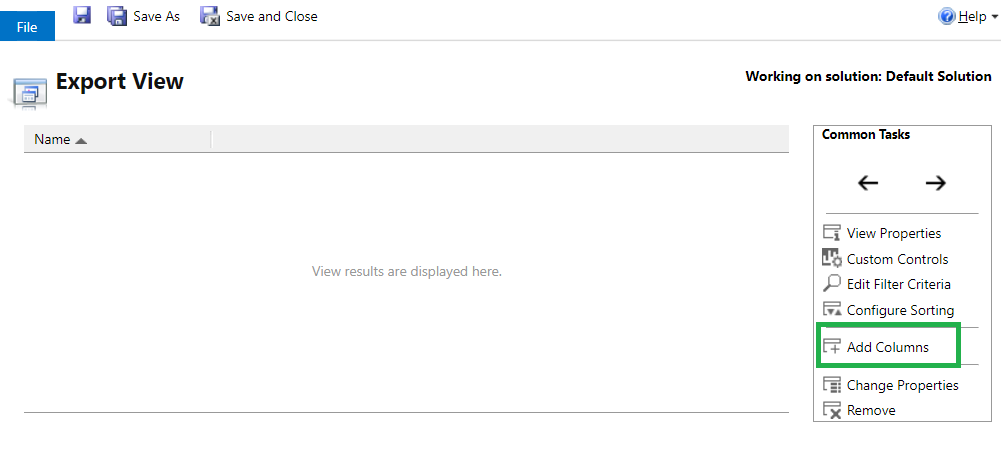 File
Save As
Save and Close
Help
Export View
Working on solution: Default Solution
Name
View results are displayed here.
Common Tasks
View Properties
Custom Controls
Edit Filter Criteria
Configure Sorting
Add Columns
Change Properties
Remove